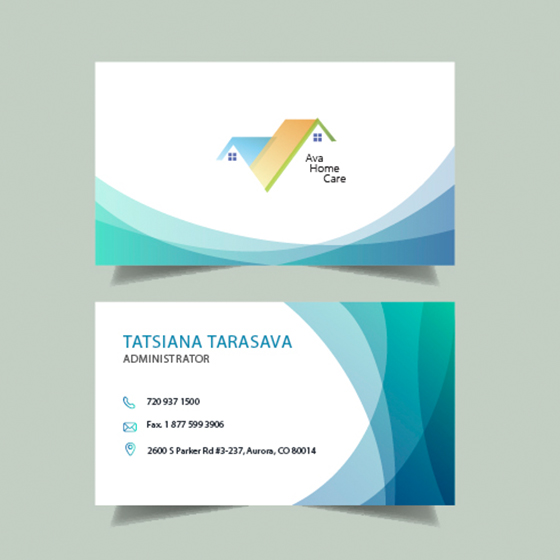 Ava
Home
Care
TATSIANA TARASAVA
ADMINISTRATOR
720 937 1500
Fax. 1 877 599 3906
2600 S Parker Rd #3-237, Aurora, CO 80014